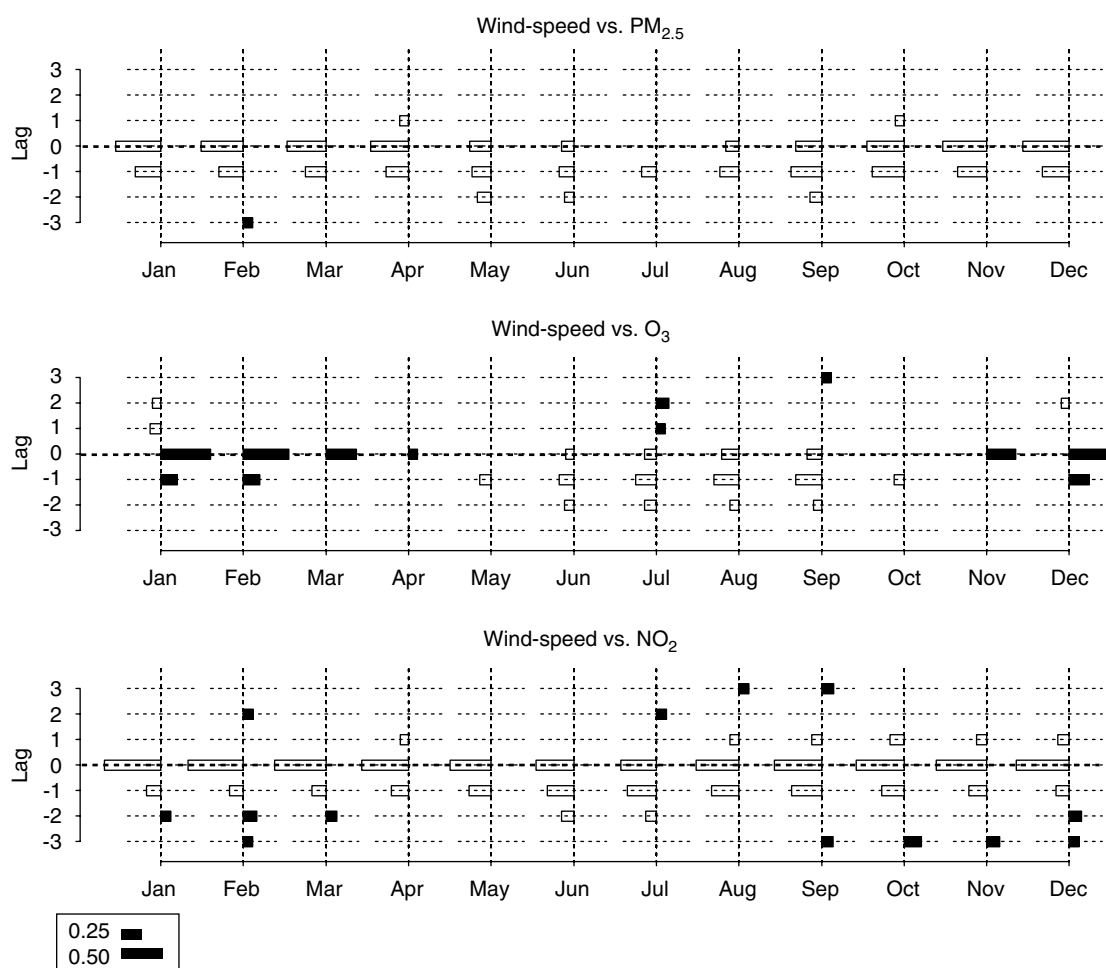 Wind-speed vs. PM2.5
3
2
1
0
-1
-2
-3
Lag
Jan Feb Mar Apr May Jun Jul Aug Sep Oct Nov Dec
Wind-speed vs. O3
3
2
1
0
-1
-2
-3
Lag
Jan Feb Mar Apr May Jun Jul Aug Sep Oct Nov Dec
Wind-speed vs. NO2
3
2
1
0
-1
-2
-3
Lag
Jan Feb Mar Apr May Jun Jul Aug Sep Oct Nov Dec
0.25
0.50